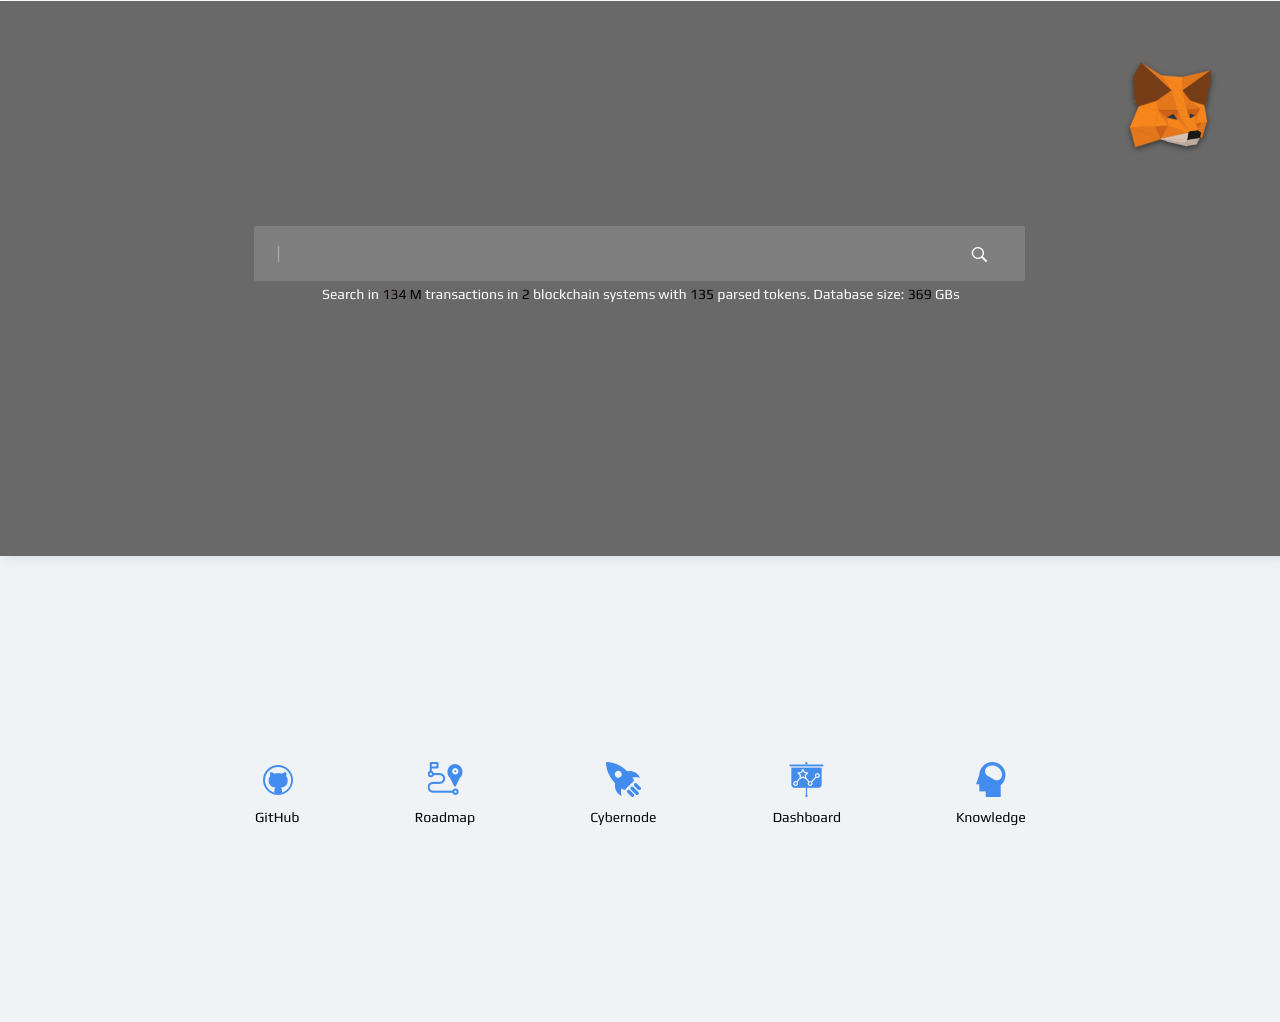 Search in 134 M transactions in 2 blockchain systems with 135 parsed tokens. Database size: 369 GBs
GitHub
Roadmap
Cybernode
Dashboard
Knowledge